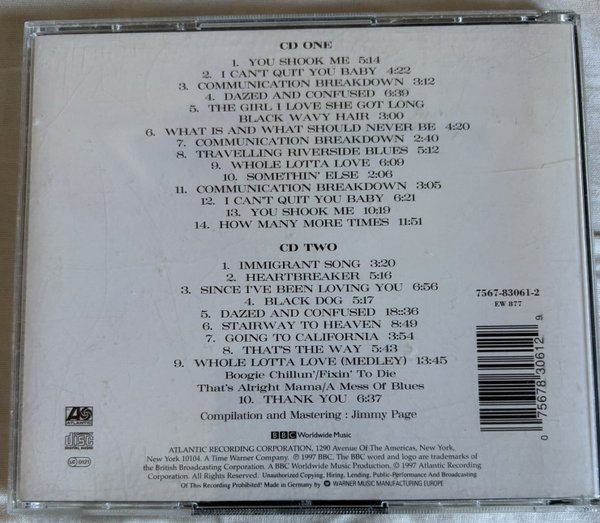 CD ONE
1. YOU SHOOK ME 5:14
2. I CAN'T QUIT YOU BABY 4:22
3. COMMUNICATION BREAKDOWN 3:12
4. DAZED AND CONFUSED 6:39
5. THE GIRL I LOVE SHE GOT LONG
BLACK WAVY HAIR 3:00
6. WHAT IS AND WHAT SHOULD NEVER BE 4:20
7. COMMUNICATION BREAKDOWN 2:40
8. TRAVELLING RIVERSIDE BLUES 5:12
9. WHOLE LOTTA LOVE 6:09
10. SOMETHIN' ELSE 2:06
11. COMMUNICATION BREAKDOWN 3:05
12. I CAN'T QUIT YOU BABY 6:21
13. YOU SHOOK ME 10:19
14. HOW MANY MORE TIMES 11:51
CD TWO
1. IMMIGRANT SONG 3:20
2. HEARTBREAKER 5:16
3. SINCE I'VE BEEN LOVING YOU 6:56
4. BLACK DOG 5:17
5. DAZED AND CONFUSED 18::36
6. STAIRWAY TO HEAVEN 8:49
7. GOING TO CALIFORNIA 3:54
8. THAT'S THE WAY 5:43
9. WHOLE LOTTA LOVE (MEDLEY) 13:45
Boogie Chillun'/Fixin' To Die
That's Alright Mama/A Mess Of Blues
10. THANK YOU 6:37
Compilation and Mastering : Jimmy Page
7567-83061-2
EW 877
0 75678 30612 9
ATLANTIC
COMPACT disc DIGITAL AUDIO
LC 0121
BBC Worldwide Music
ATLANTIC RECORDING CORPORATION, 1290 Avenue Of The Americas, New York,
New York 10104. A Time Warner Company. ℗ 1997 BBC. The BBC word and logo are trademarks of
the British Broadcasting Corporation. A BBC Worldwide Music Production. © 1997 Atlantic Recording
Corporation. Unauthorized Copying, Hiring, Lending, Public-Performance And Broadcasting
Of This Recording Prohibited! Made in Germany by WARNER MUSIC MANUFACTURING EUROPE